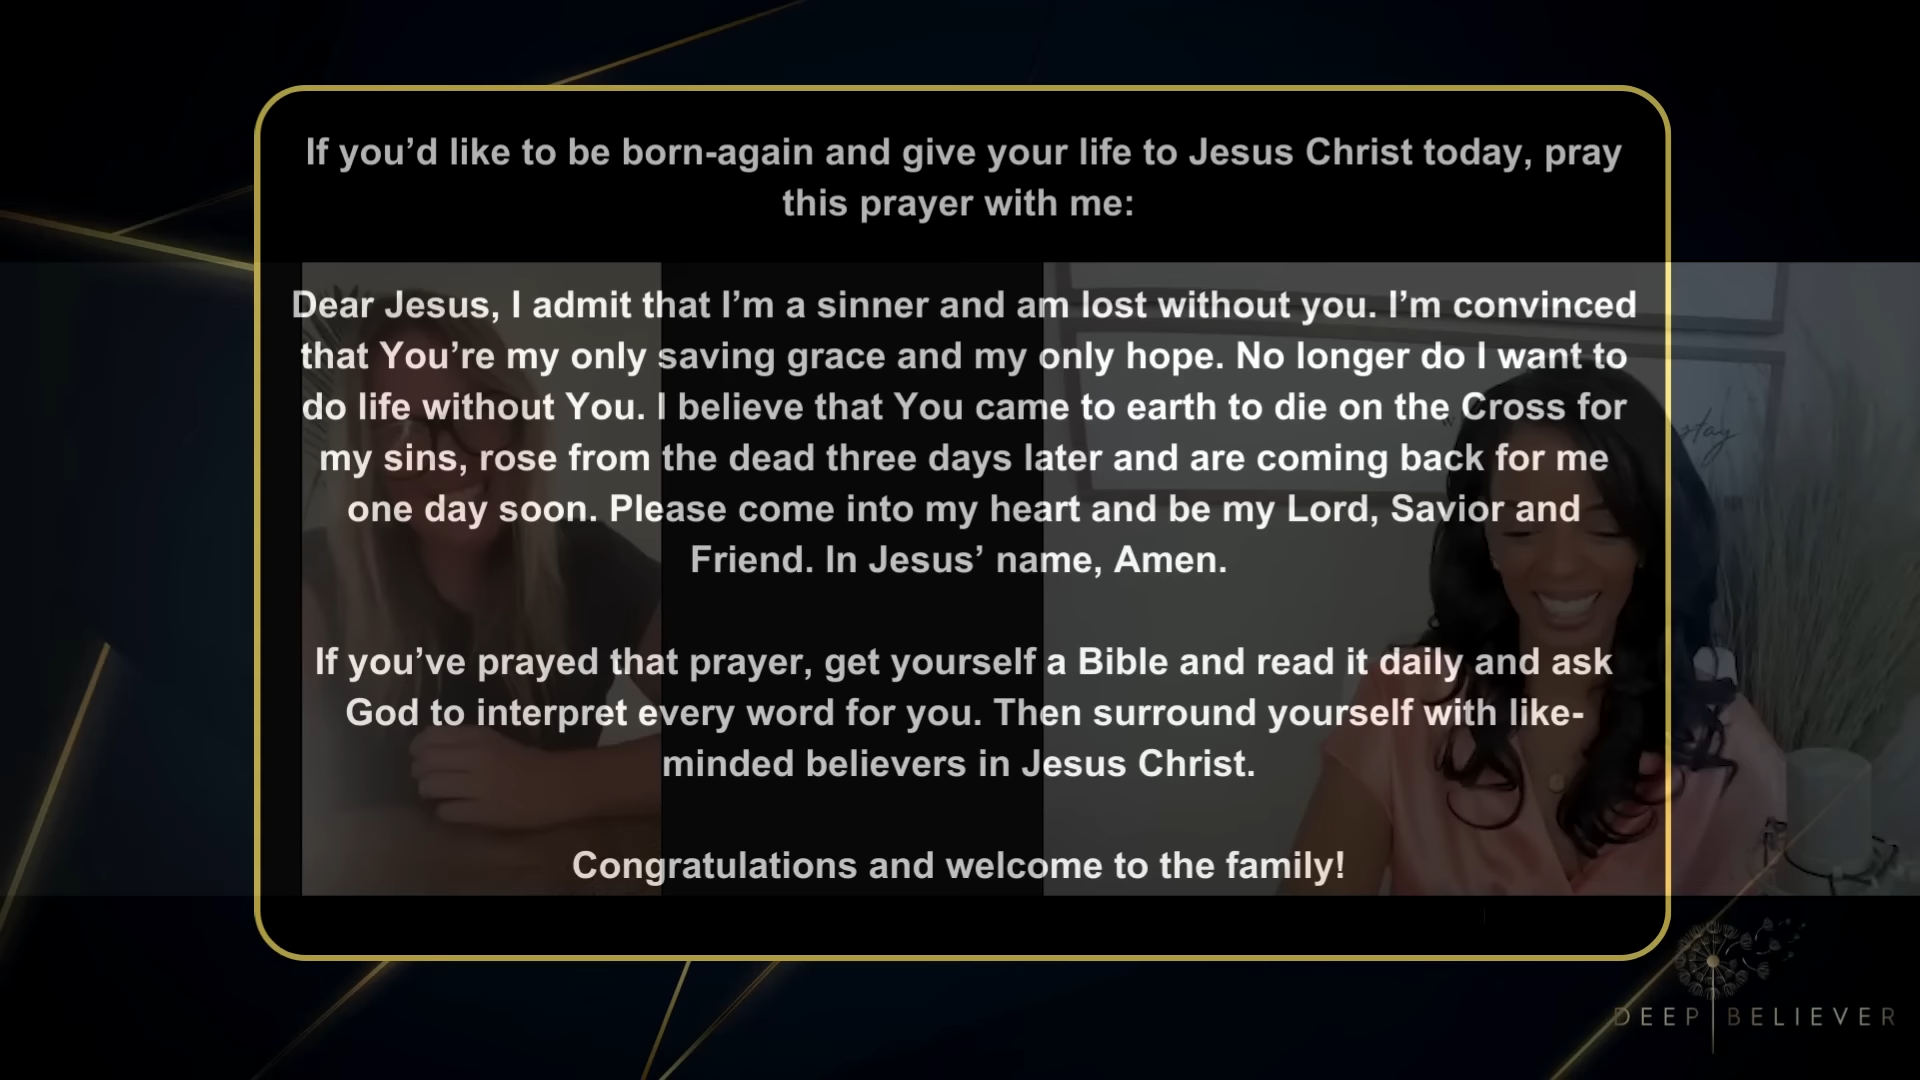 If you’d like to be born-again and give your life to Jesus Christ today, pray
this prayer with me:
Dear Jesus, I admit that I’m a sinner and am lost without you. I’m convinced
that You’re my only saving grace and my only hope. No longer do I want to
do life without You. I believe that You came to earth to die on the Cross for
my sins, rose from the dead three days later and are coming back for me
one day soon. Please come into my heart and be my Lord, Savior and
Friend. In Jesus’ name, Amen.
If you’ve prayed that prayer, get yourself a Bible and read it daily and ask
God to interpret every word for you. Then surround yourself with like-
minded believers in Jesus Christ.
Congratulations and welcome to the family!
stay
DEEP BELIEVER